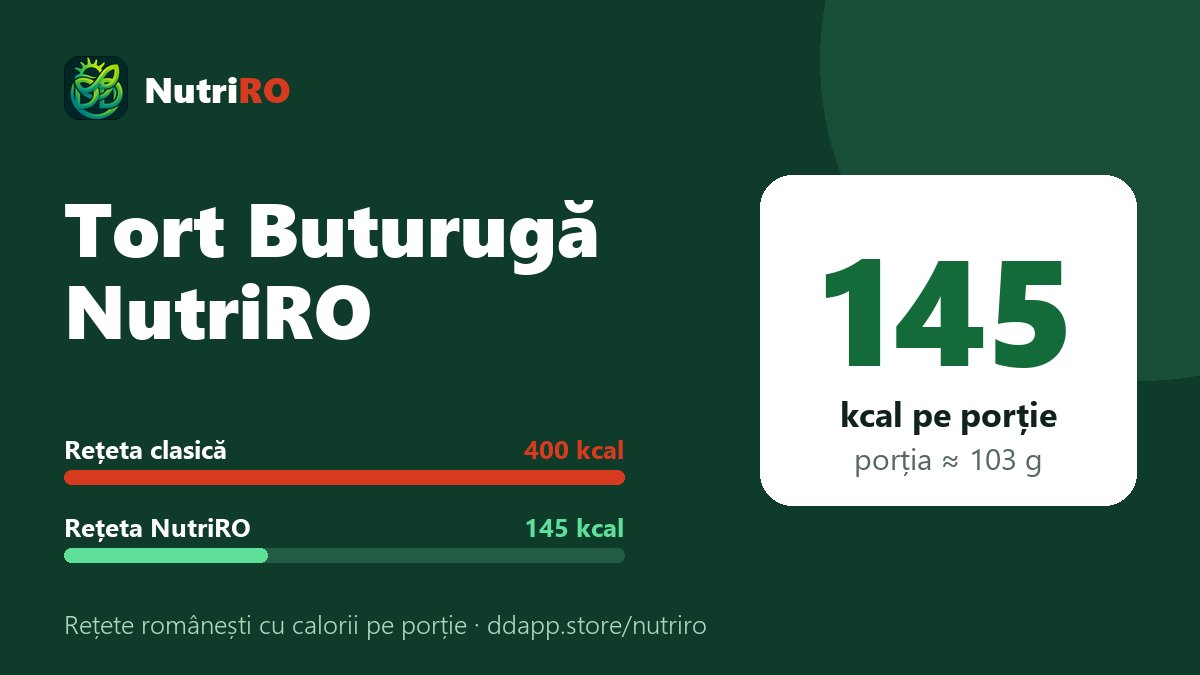 NutriRO
Tort Buturugă
NutriRO
Rețeta clasică 400 kcal
Rețeta NutriRO 145 kcal
145
kcal pe porție
porția ≈ 103 g
Rețete românești cu calorii pe porție · ddapp.store/nutriro